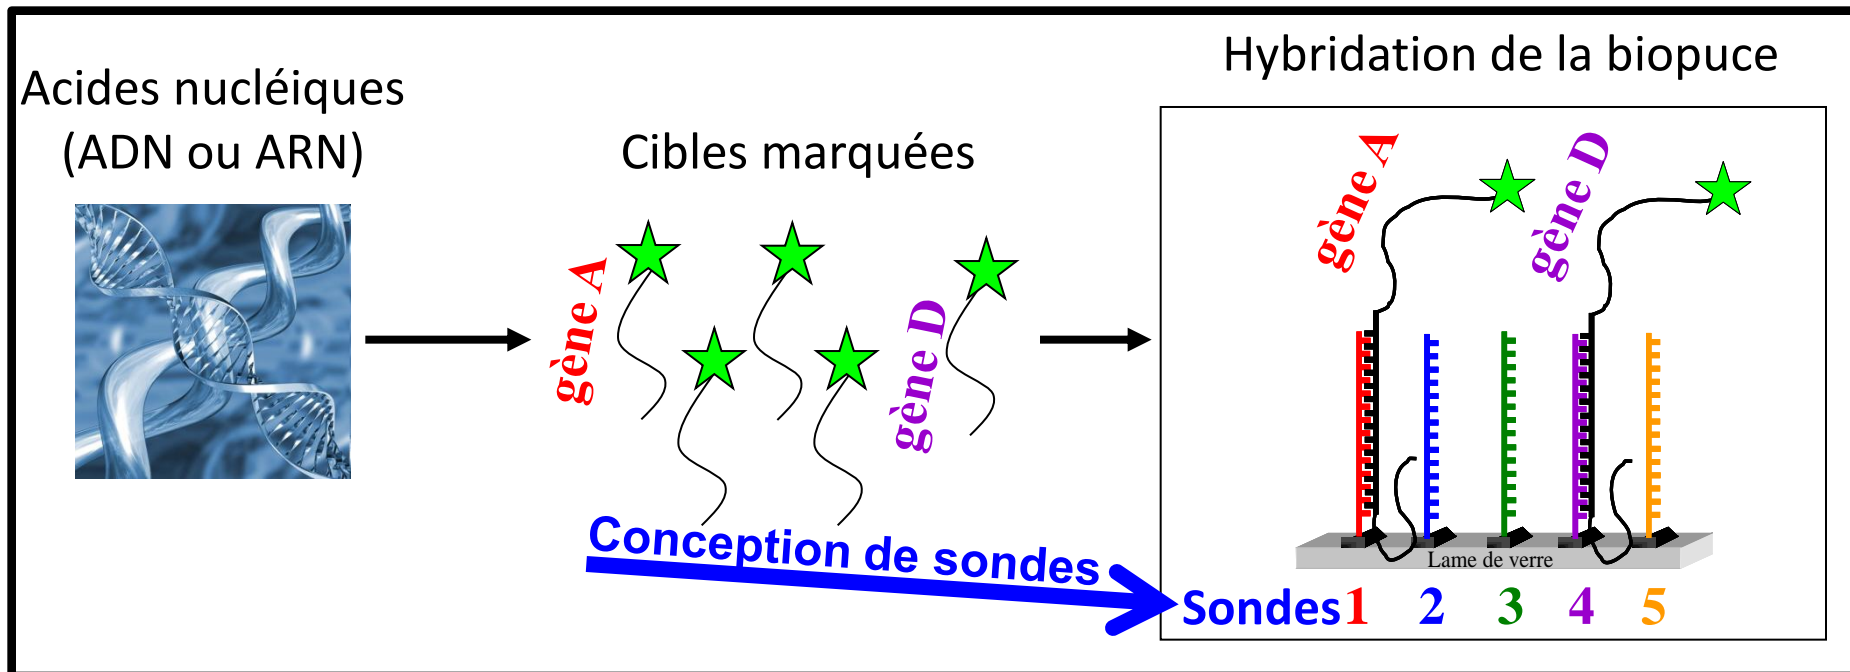 Acides nucléiques
(ADN ou ARN)
Cibles marquées
gène A
gène D
Conception de sondes
Hybridation de la biopuce
gène A
gène D
Lame de verre
Sondes 1 2 3 4 5